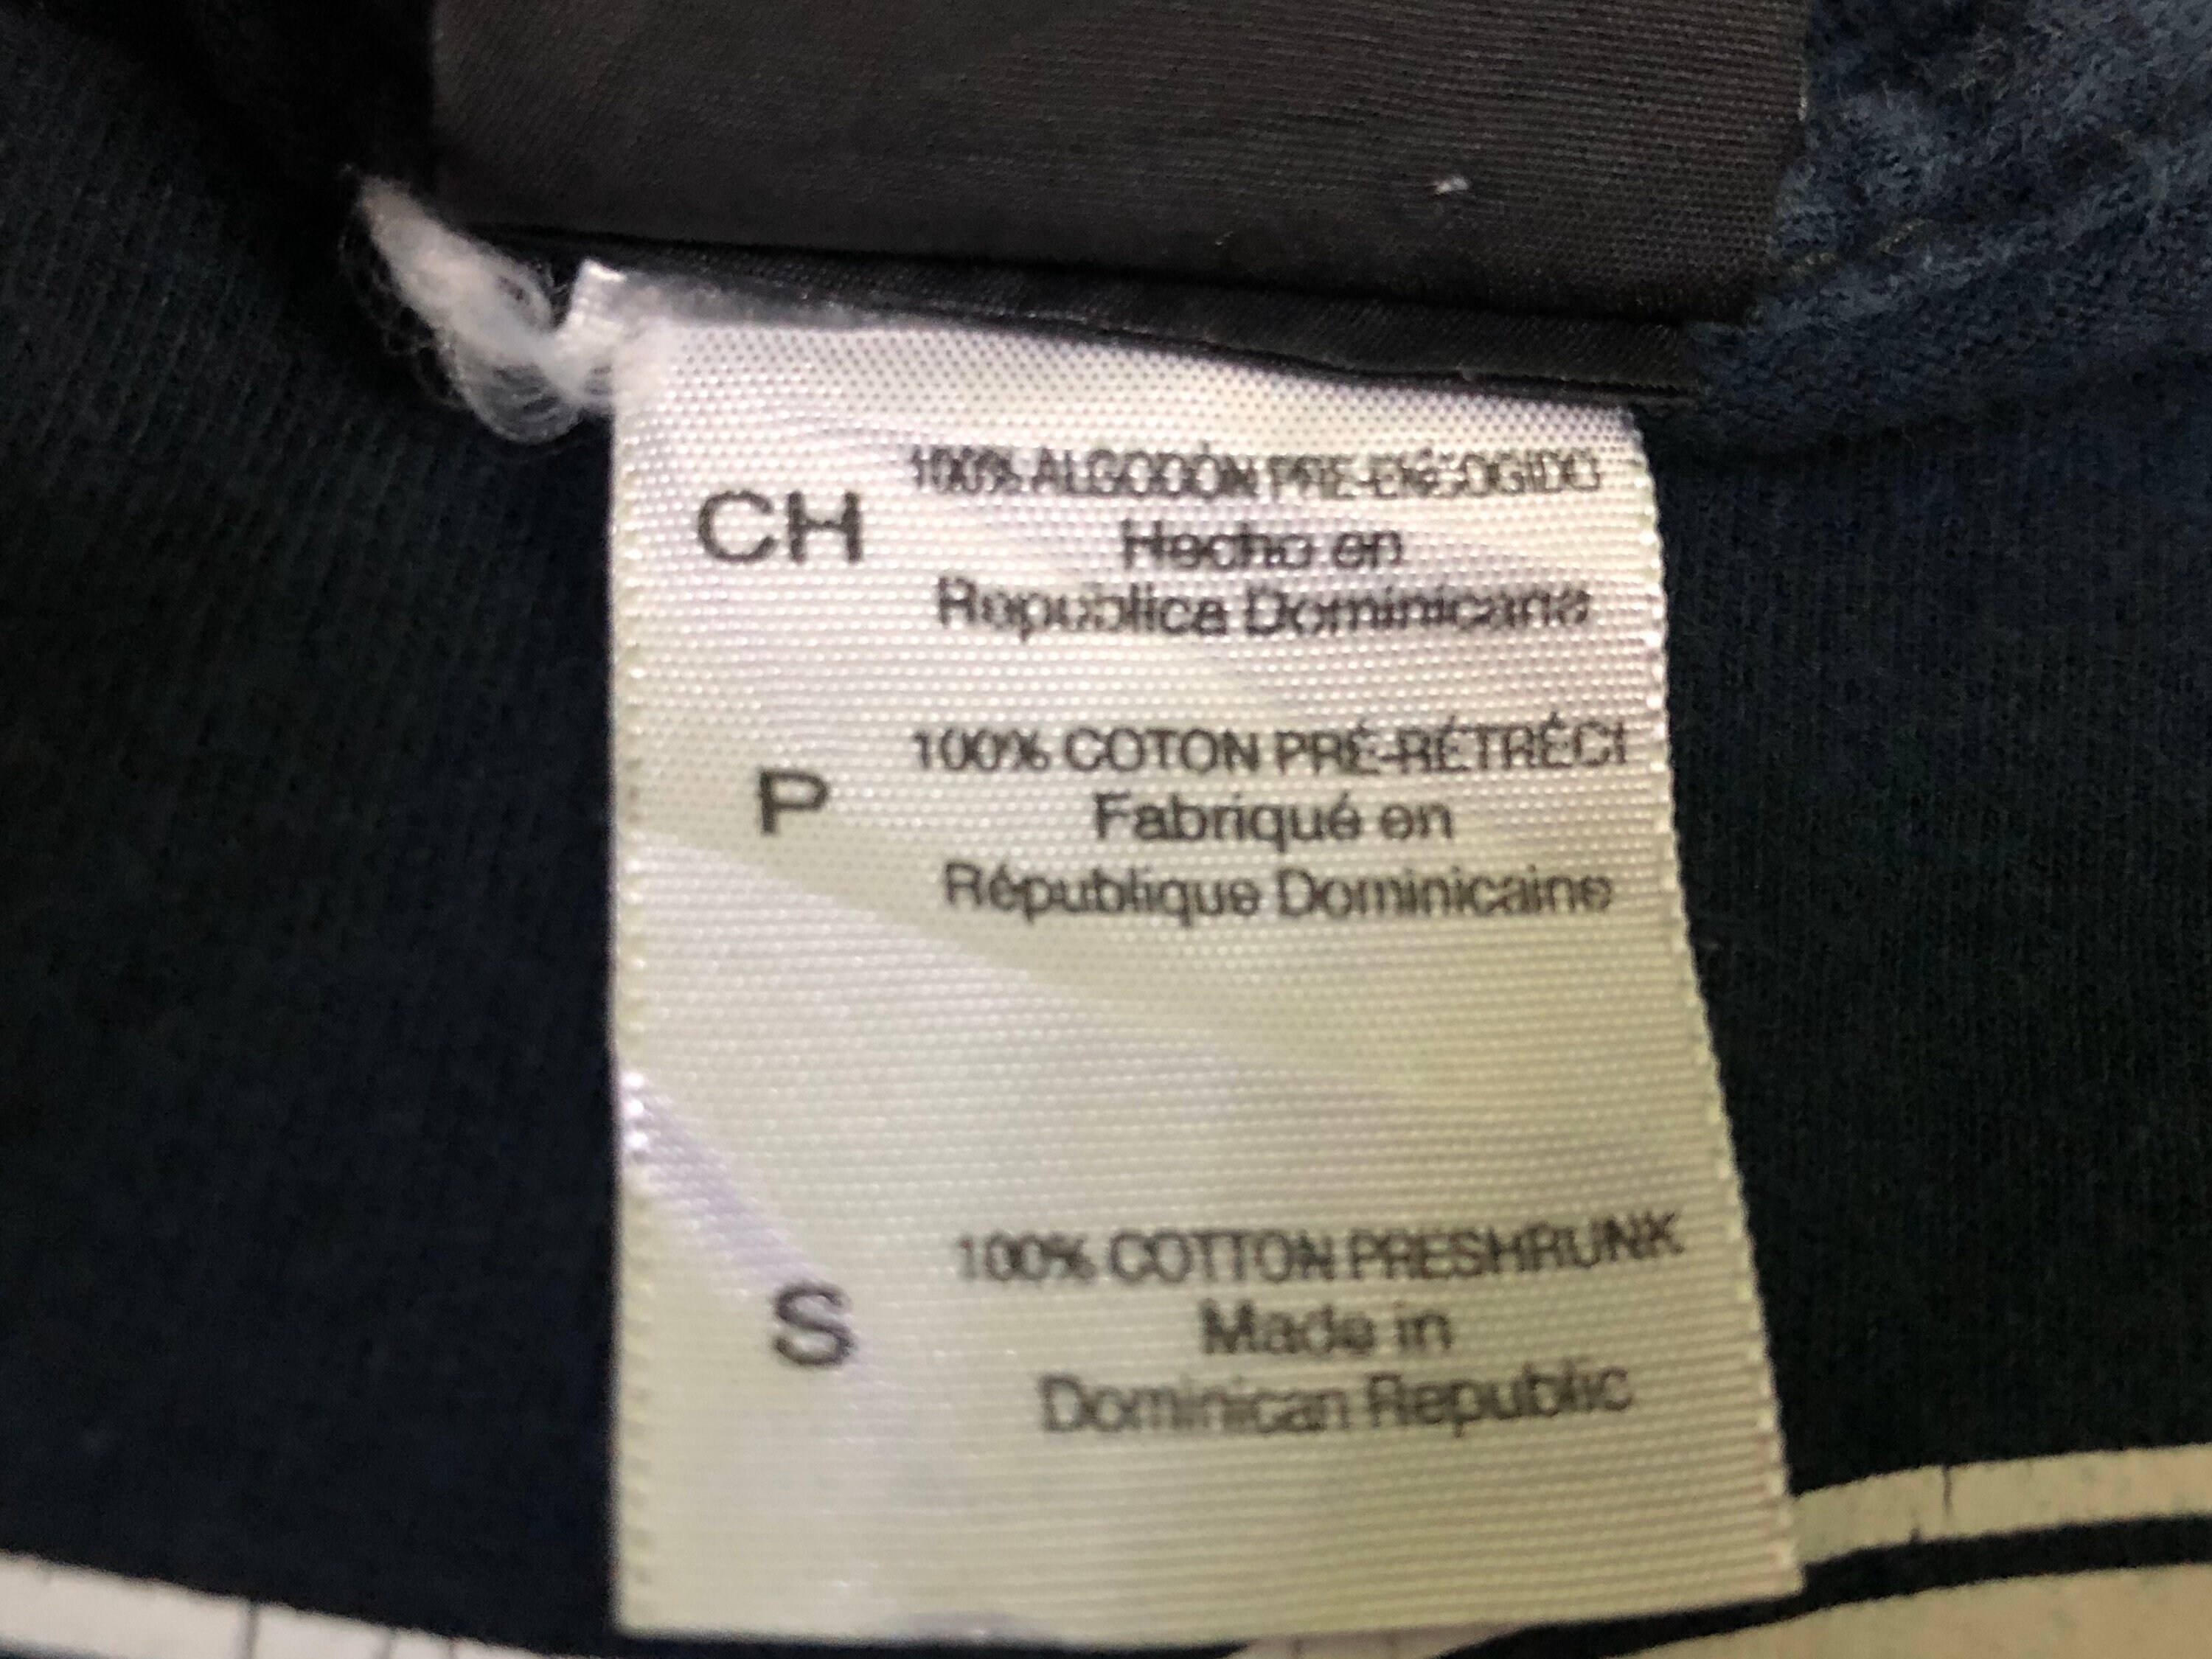 CH
100% ALGODÓN PRE-ENCOGIDO
Hecho en
República Dominicana
P
100% COTON PRÉ-RÉTRÉCI
Fabriqué en
République Dominicaine
S
100% COTTON PRESHRUNK
Made in
Dominican Republic